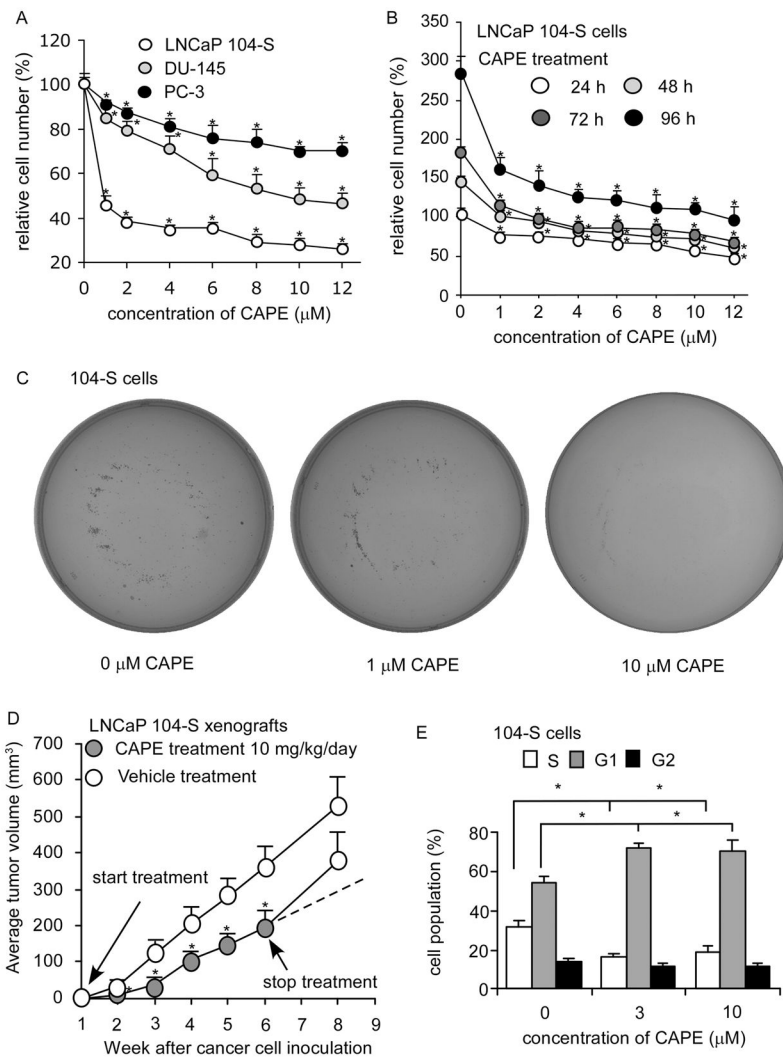 A
LNCaP 104-S
DU-145
PC-3
relative cell number (%)
120
100
80
60
40
20
0 2 4 6 8 10 12
concentration of CAPE (μM)
B
LNCaP 104-S cells
CAPE treatment
24 h 48 h
72 h 96 h
relative cell number (%)
350
300
250
200
150
100
50
0
0 1 2 4 6 8 10 12
concentration of CAPE (μM)
C
104-S cells
0 μM CAPE
1 μM CAPE
10 μM CAPE
D
LNCaP 104-S xenografts
CAPE treatment 10 mg/kg/day
Vehicle treatment
Average tumor volume (mm³)
700
600
500
400
300
200
100
0
start treatment
stop treatment
1 2 3 4 5 6 7 8 9
Week after cancer cell inoculation
E
104-S cells
S G1 G2
cell population (%)
80
60
40
20
0
0 3 10
concentration of CAPE (μM)